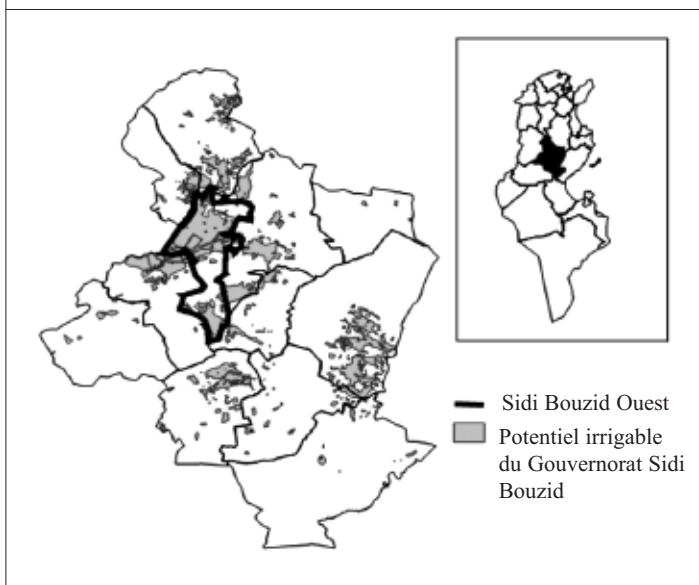 Sidi Bouzid Ouest
Potentiel irrigable
du Gouvernorat Sidi
Bouzid